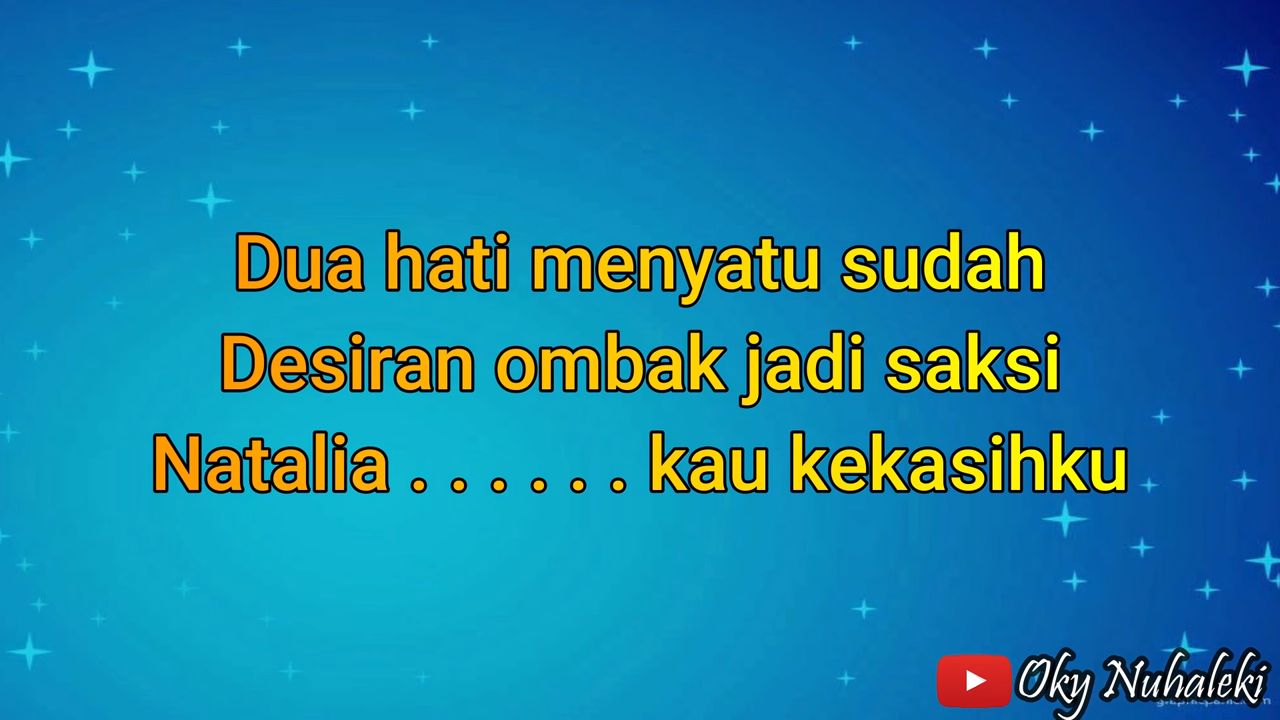 Dua hati menyatu sudah
Desiran ombak jadi saksi
Natalia . . . . . . kau kekasihku
Oky Nuhaleki